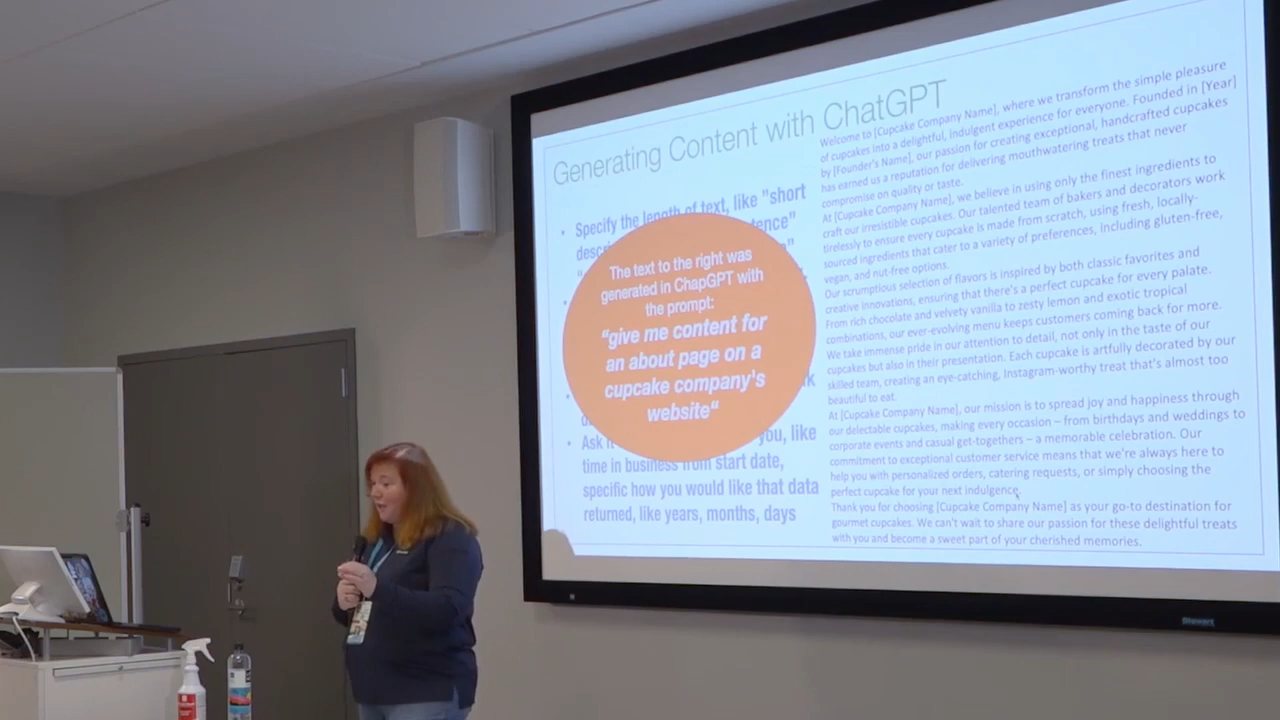 Generating Content with ChatGPT
Specify the length of text, like "short
The text to the right was
generated in ChapGPT with
the prompt:
"give me content for
an about page on a
cupcake company's
website"
Ask
you, like
time in business from start date,
specific how you would like that data
returned, like years, months, days
Welcome to [Cupcake Company Name], where we transform the simple pleasure
of cupcakes into a delightful, indulgent experience for everyone. Founded in [Year]
by [Founder's Name], our passion for creating exceptional, handcrafted cupcakes
has earned us a reputation for delivering mouthwatering treats that never
compromise on quality or taste.
At [Cupcake Company Name], we believe in using only the finest ingredients to
craft our irresistible cupcakes. Our talented team of bakers and decorators work
tirelessly to ensure every cupcake is made from scratch, using fresh, locally-
sourced ingredients that cater to a variety of preferences, including gluten-free,
vegan, and nut-free options.
Our scrumptious selection of flavors is inspired by both classic favorites and
creative innovations, ensuring that there's a perfect cupcake for every palate.
From rich chocolate and velvety vanilla to zesty lemon and exotic tropical
combinations, our ever-evolving menu keeps customers coming back for more.
We take immense pride in our attention to detail, not only in the taste of our
cupcakes but also in their presentation. Each cupcake is artfully decorated by our
skilled team, creating an eye-catching, Instagram-worthy treat that's almost too
beautiful to eat.
At [Cupcake Company Name], our mission is to spread joy and happiness through
our delectable cupcakes, making every occasion – from birthdays and weddings to
corporate events and casual get-togethers – a memorable celebration. Our
commitment to exceptional customer service means that we're always here to
help you with personalized orders, catering requests, or simply choosing the
perfect cupcake for your next indulgence.
Thank you for choosing [Cupcake Company Name] as your go-to destination for
gourmet cupcakes. We can't wait to share our passion for these delightful treats
with you and become a sweet part of your cherished memories.
Stewart